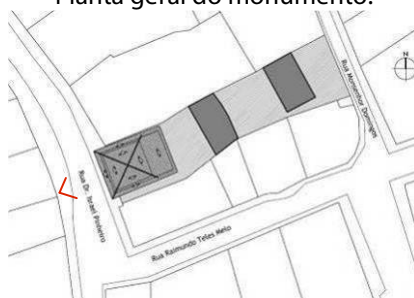 Planta geral do monumento.
N
Rua Monsenhor Domingos
Rua Dr. Israel Pinheiro
Rua Raimundo Teles Melo